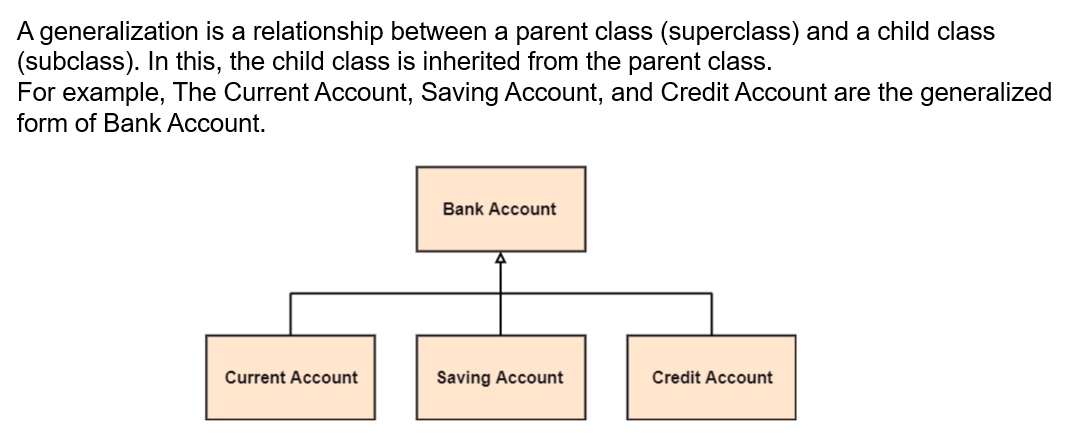 A generalization is a relationship between a parent class (superclass) and a child class
(subclass). In this, the child class is inherited from the parent class.
For example, The Current Account, Saving Account, and Credit Account are the generalized
form of Bank Account.
Bank Account
Current Account
Saving Account
Credit Account